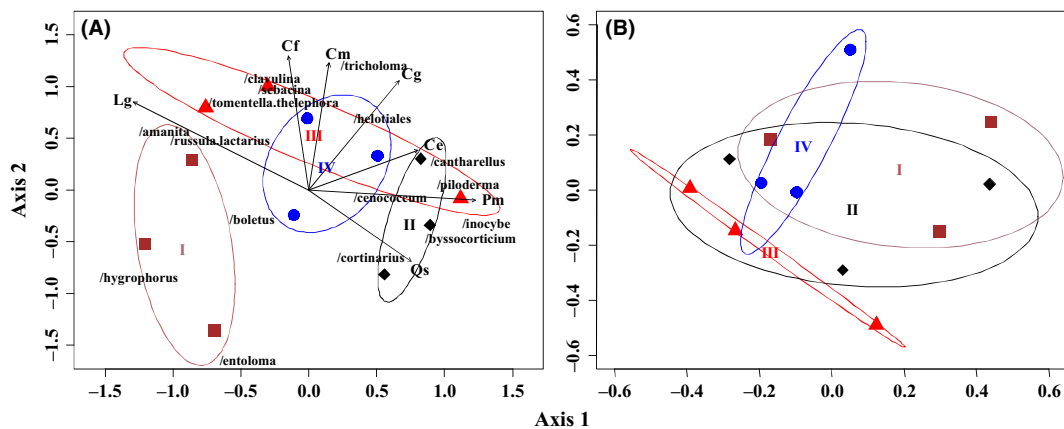 (A)
Cf
Cm
/tricholoma
Cg
/clavulina
/sebacina
Lg
/tomentella.thelephora
/amanita
/russula.lactarius
III
/helotiales
Ce
IV
/cantharellus
/piloderma
/cenococcum
Pm
/boletus
II
/inocybe
/byssocorticium
I
/cortinarius
Qs
/hygrophorus
/entoloma
Axis 2
1.5
1.0
0.5
0.0
−0.5
−1.0
−1.5
−1.0 −0.5 0.0 0.5 1.0 1.5
(B)
IV
I
II
III
0.6
0.4
0.2
0.0
−0.2
−0.4
−0.6
−0.6 −0.4 −0.2 0.0 0.2 0.4 0.6
Axis 1